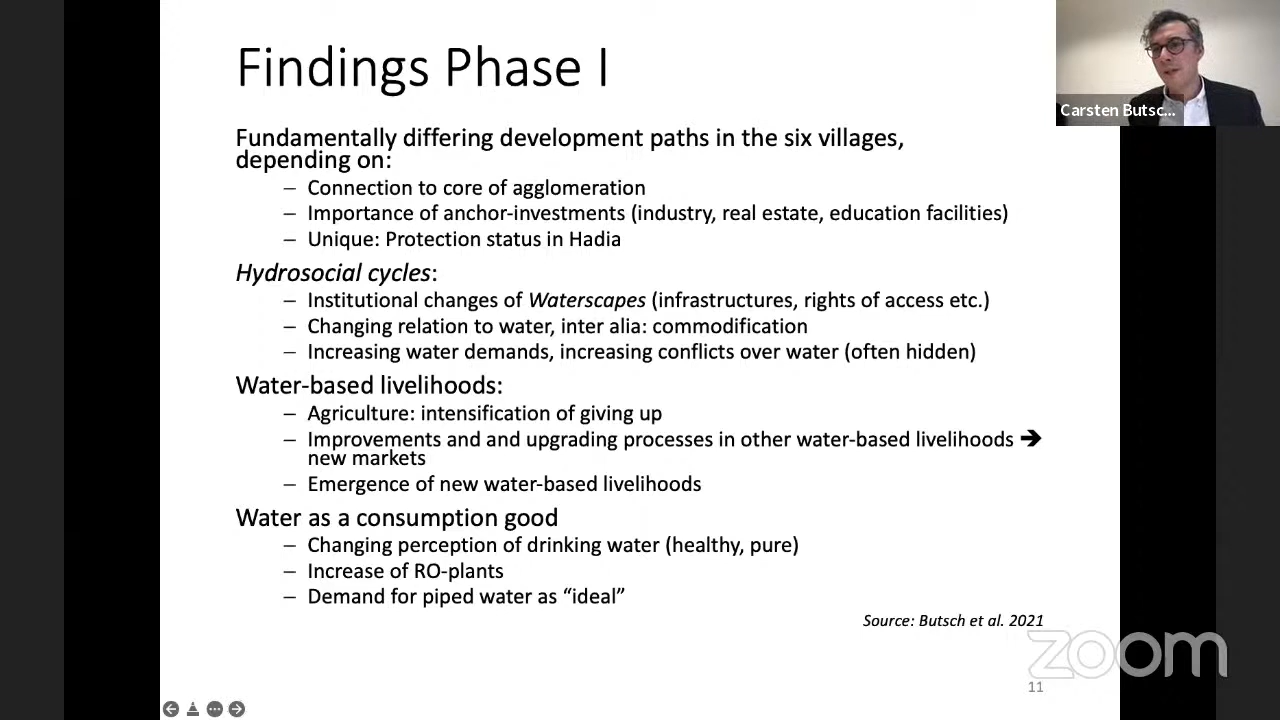 Findings Phase I
Carsten Butsc...
Fundamentally differing development paths in the six villages,
depending on:
– Connection to core of agglomeration
– Importance of anchor-investments (industry, real estate, education facilities)
– Unique: Protection status in Hadia
Hydrosocial cycles:
– Institutional changes of Waterscapes (infrastructures, rights of access etc.)
– Changing relation to water, inter alia: commodification
– Increasing water demands, increasing conflicts over water (often hidden)
Water-based livelihoods:
– Agriculture: intensification of giving up
– Improvements and and upgrading processes in other water-based livelihoods ➔
new markets
– Emergence of new water-based livelihoods
Water as a consumption good
– Changing perception of drinking water (healthy, pure)
– Increase of RO-plants
– Demand for piped water as “ideal”
Source: Butsch et al. 2021
zoom
11